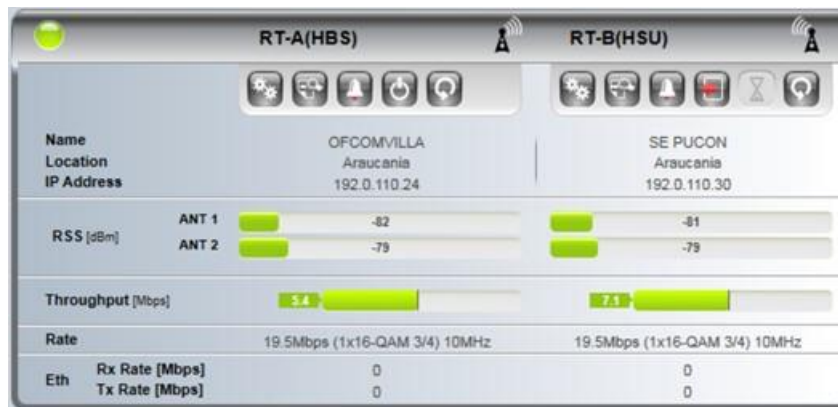 RT-A(HBS) RT-B(HSU)
Name OFCOMVILLA SE PUCON
Location Araucania Araucania
IP Address 192.0.110.24 192.0.110.30
RSS [dBm] ANT 1 -82 -81
ANT 2 -79 -79
Throughput [Mbps] 5.4 7.1
Rate 19.5Mbps (1x16-QAM 3/4) 10MHz 19.5Mbps (1x16-QAM 3/4) 10MHz
Eth Rx Rate [Mbps] 0 0
Tx Rate [Mbps] 0 0